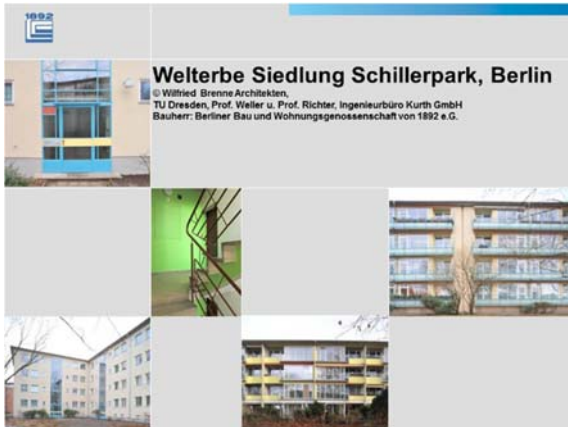 1892
Welterbe Siedlung Schillerpark, Berlin
© Wilfried Brenne Architekten,
TU Dresden, Prof. Weller u. Prof. Richter, Ingenieurbüro Kurth GmbH
Bauherr: Berliner Bau und Wohnungsgenossenschaft von 1892 e.G.